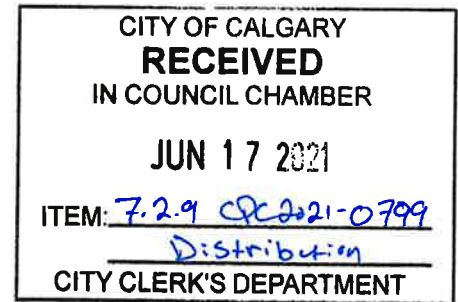 CITY OF CALGARY
RECEIVED
IN COUNCIL CHAMBER
JUN 17 2021
ITEM: 7.2.9 CPC2021-0799
Distribution
CITY CLERK'S DEPARTMENT